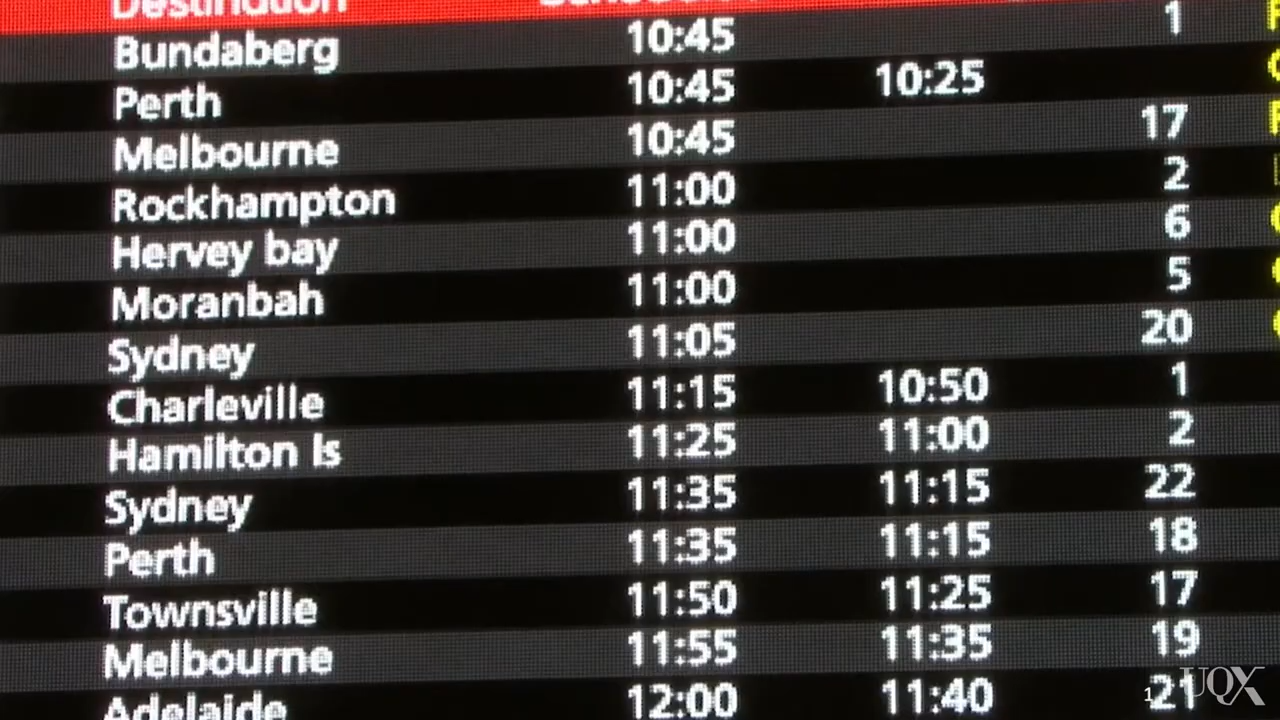 Destination
Bundaberg 10:45 1
Perth 10:45 10:25
Melbourne 10:45 17
Rockhampton 11:00 2
Hervey bay 11:00 6
Moranbah 11:00 5
Sydney 11:05 20
Charleville 11:15 10:50 1
Hamilton Is 11:25 11:00 2
Sydney 11:35 11:15 22
Perth 11:35 11:15 18
Townsville 11:50 11:25 17
Melbourne 11:55 11:35 19
Adelaide 12:00 11:40 21
1
UQX